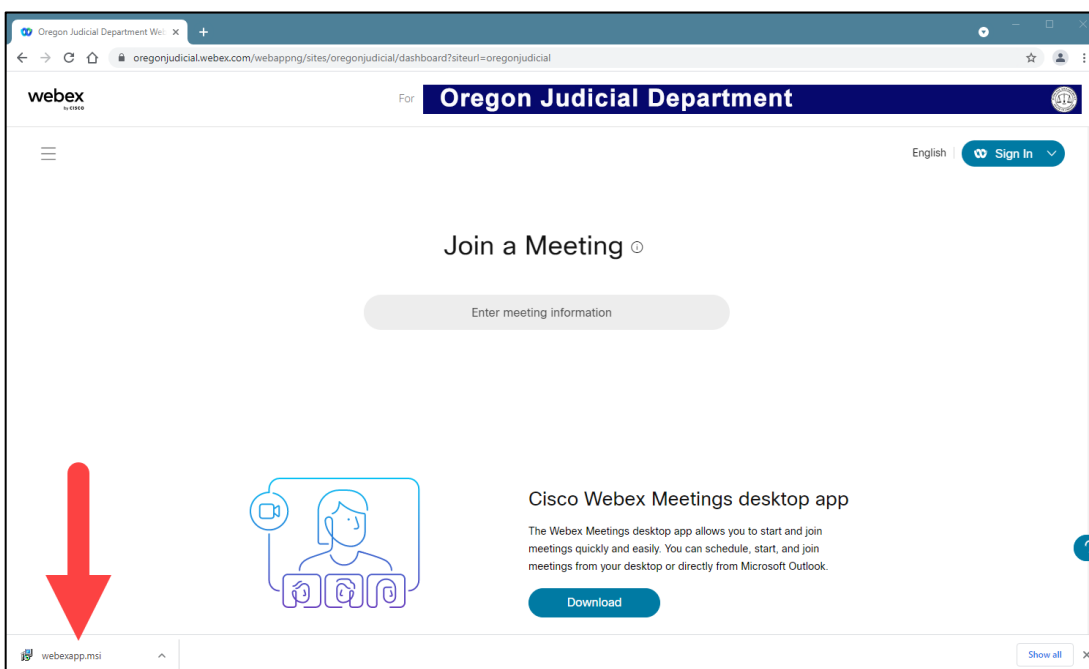 Oregon Judicial Department Web
oregonjudicial.webex.com/webappng/sites/oregonjudicial/dashboard?siteurl=oregonjudicial
webex
by CISCO
For Oregon Judicial Department
English Sign In
Join a Meeting
Enter meeting information
Cisco Webex Meetings desktop app
The Webex Meetings desktop app allows you to start and join
meetings quickly and easily. You can schedule, start, and join
meetings from your desktop or directly from Microsoft Outlook.
Download
webexapp.msi
Show all